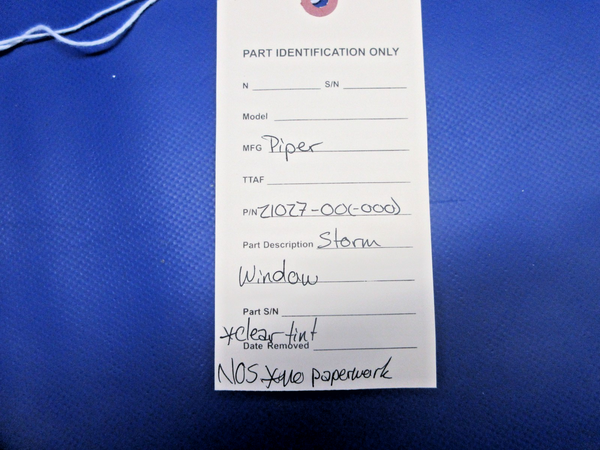 PART IDENTIFICATION ONLY
N S/N
Model
MFG Piper
TTAF
P/N 21027-00(-000)
Part Description Storm
Window
Part S/N
*clear tint
Date Removed
NOS *no paperwork